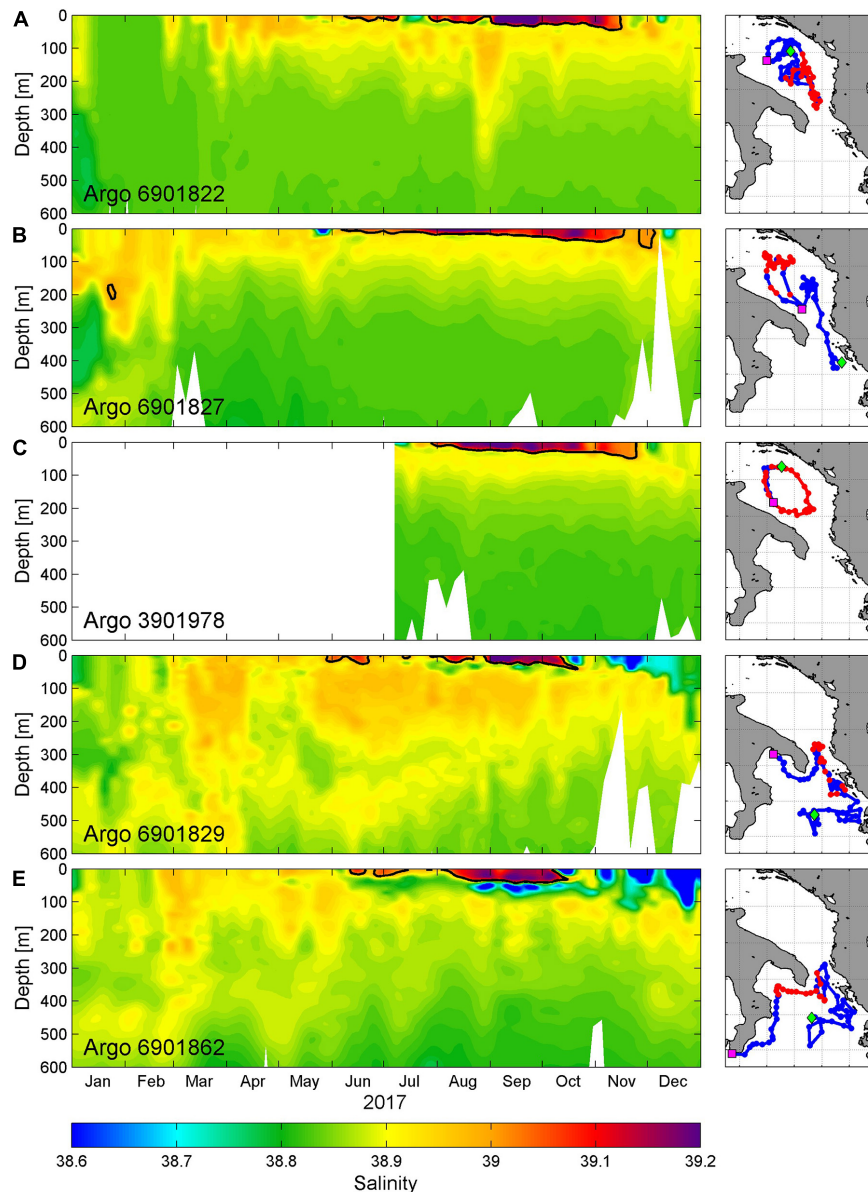 A
Depth [m]
0
100
200
300
400
500
600
Argo 6901822
B
Depth [m]
0
100
200
300
400
500
600
Argo 6901827
C
Depth [m]
0
100
200
300
400
500
600
Argo 3901978
D
Depth [m]
0
100
200
300
400
500
600
Argo 6901829
E
Depth [m]
0
100
200
300
400
500
600
Argo 6901862
Jan Feb Mar Apr May Jun Jul Aug Sep Oct Nov Dec
2017
38.6 38.7 38.8 38.9 39 39.1 39.2
Salinity